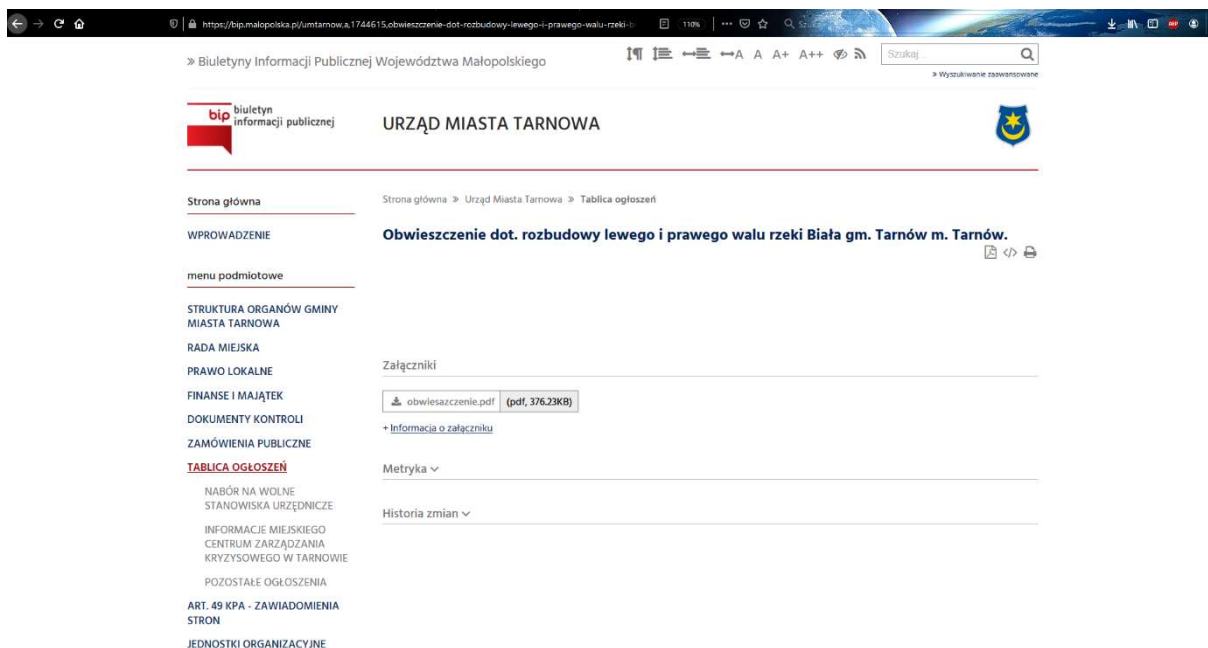 https://bip.malopolska.pl/umtarnow,a,1744615,obwieszczenie-dot-rozbudowy-lewego-i-prawego-walu-rzeki-b
110%
» Biuletyny Informacji Publicznej Województwa Małopolskiego
A A A+ A++
Szukaj...
» Wyszukiwanie zaawansowane
bip biuletyn
informacji publicznej
URZĄD MIASTA TARNOWA
Strona główna
Strona główna » Urząd Miasta Tarnowa » Tablica ogłoszeń
WPROWADZENIE
Obwieszczenie dot. rozbudowy lewego i prawego walu rzeki Biała gm. Tarnów m. Tarnów.
menu podmiotowe
STRUKTURA ORGANÓW GMINY
MIASTA TARNOWA
RADA MIEJSKA
PRAWO LOKALNE
FINANSE I MAJĄTEK
DOKUMENTY KONTROLI
ZAMÓWIENIA PUBLICZNE
TABLICA OGŁOSZEŃ
NABÓR NA WOLNE
STANOWISKA URZĘDNICZE
INFORMACJE MIEJSKIEGO
CENTRUM ZARZĄDZANIA
KRYZYSOWEGO W TARNOWIE
POZOSTAŁE OGŁOSZENIA
ART. 49 KPA - ZAWIADOMIENIA
STRON
JEDNOSTKI ORGANIZACYJNE
Załączniki
obwiesazczenie.pdf (pdf, 376.23KB)
+ Informacja o załączniku
Metryka
Historia zmian